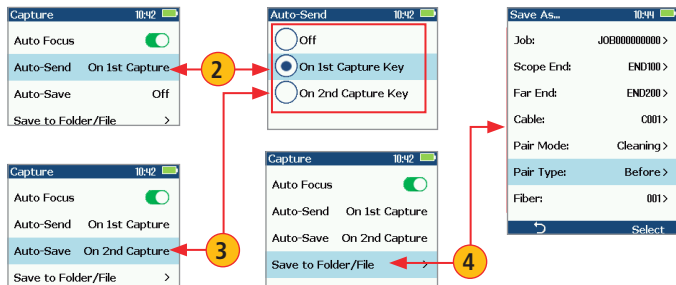 Capture 10:42
Auto Focus
Auto-Send On 1st Capture
Auto-Save Off
Save to Folder/File >
2
Auto-Send 10:42
Off
On 1st Capture Key
On 2nd Capture Key
Capture 10:42
Auto Focus
Auto-Send On 1st Capture
Auto-Save On 2nd Capture
Save to Folder/File >
3
Capture 10:42
Auto Focus
Auto-Send On 1st Capture
Auto-Save On 2nd Capture
Save to Folder/File >
4
Save As... 10:44
Job: JOB000000000 >
Scope End: END100 >
Far End: END200 >
Cable: C001 >
Pair Mode: Cleaning >
Pair Type: Before >
Fiber: 001 >
Select